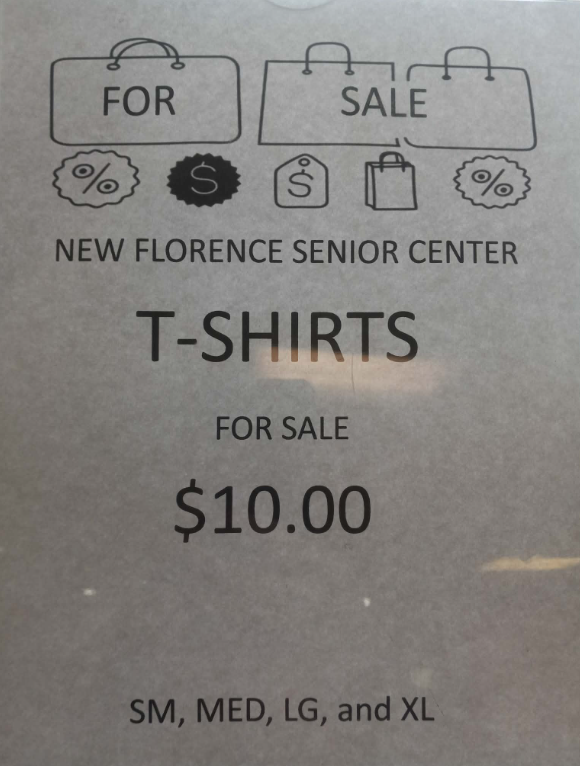 FOR SALE
% $ $ %
NEW FLORENCE SENIOR CENTER
T-SHIRTS
FOR SALE
$10.00
SM, MED, LG, and XL